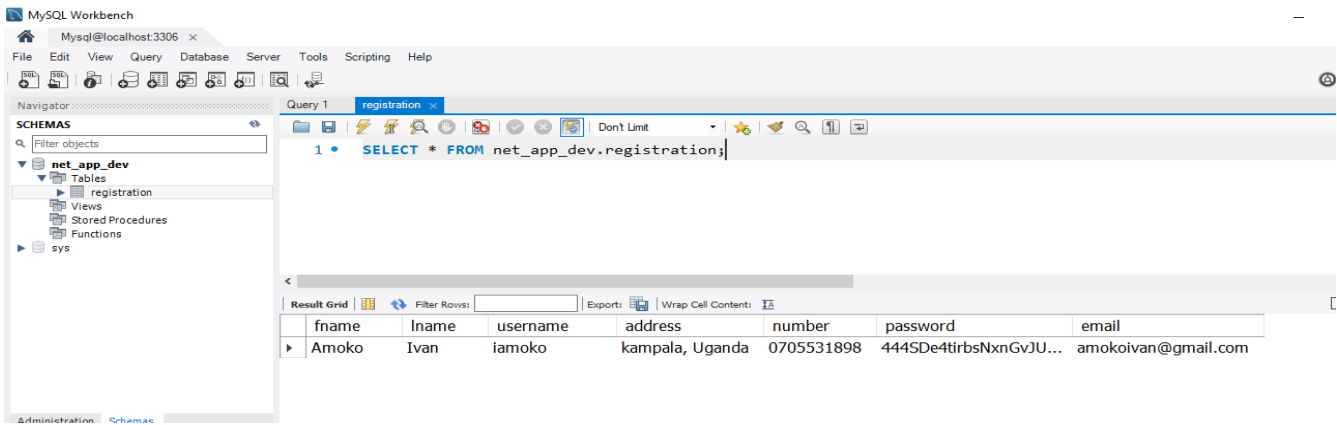 MySQL Workbench
Mysql@localhost:3306
File Edit View Query Database Server Tools Scripting Help
Navigator
Query 1 registration
SCHEMAS
Don't Limit
Filter objects
1 SELECT * FROM net_app_dev.registration;
net_app_dev
Tables
registration
Views
Stored Procedures
Functions
sys
Result Grid Filter Rows: Export: Wrap Cell Content:
fname lname username address number password email
Amoko Ivan iamoko kampala, Uganda 0705531898 444SDe4tirbsNxnGvJU... amokoivan@gmail.com
Administration Schemas